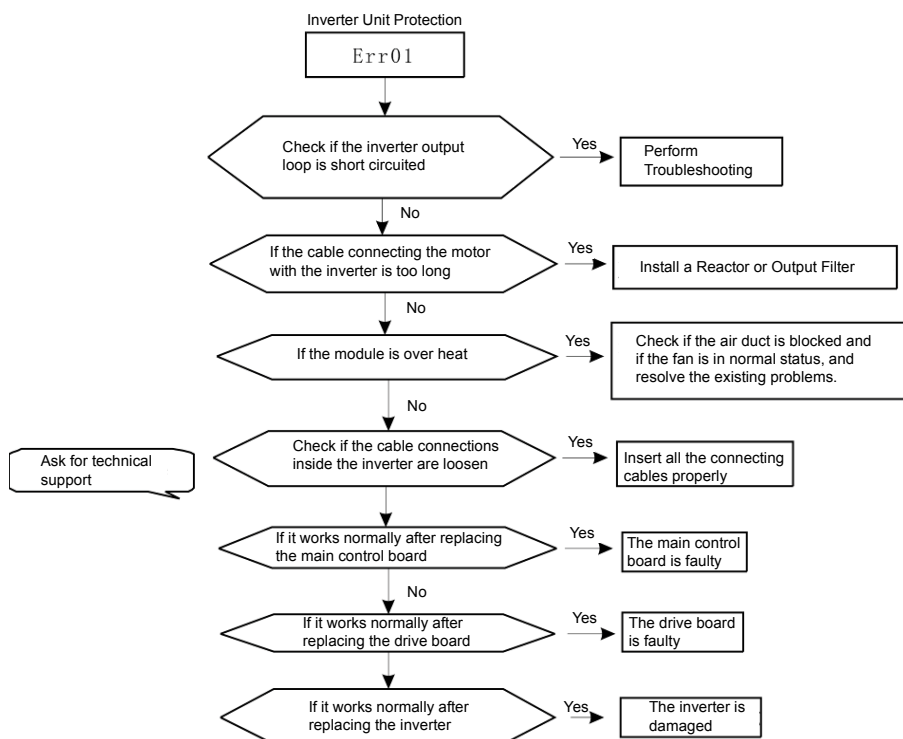 Inverter Unit Protection
Err01
Check if the inverter output
loop is short circuited
Yes
Perform
Troubleshooting
No
If the cable connecting the motor
with the inverter is too long
Yes
Install a Reactor or Output Filter
No
If the module is over heat
Yes
Check if the air duct is blocked and
if the fan is in normal status, and
resolve the existing problems.
No
Ask for technical
support
Check if the cable connections
inside the inverter are loosen
Yes
Insert all the connecting
cables properly
If it works normally after replacing
the main control board
Yes
The main control
board is faulty
No
If it works normally after
replacing the drive board
Yes
The drive board
is faulty
If it works normally after
replacing the inverter
Yes
The inverter is
damaged